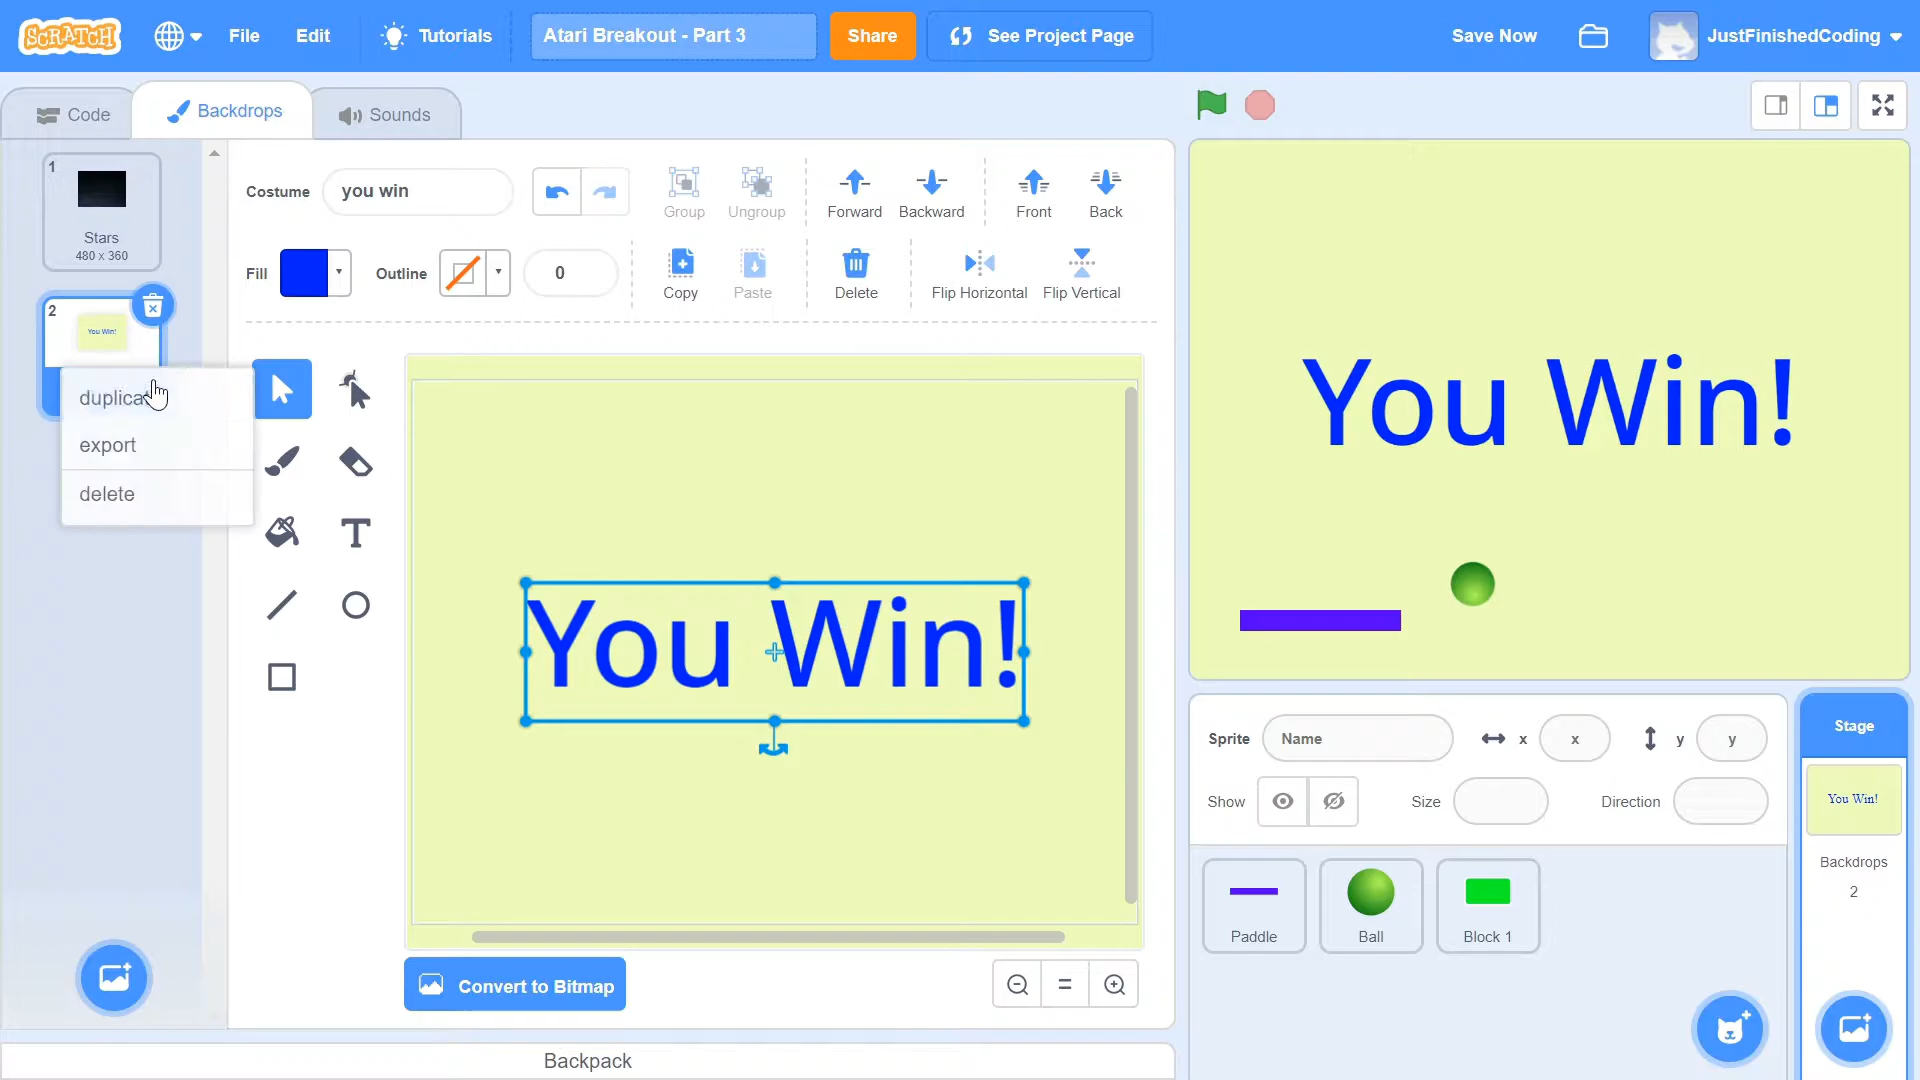 SCRATCH
File
Edit
Tutorials
Atari Breakout - Part 3
Share
See Project Page
Save Now
JustFinishedCoding
Code
Backdrops
Sounds
1
Stars
480 x 360
2
You Win!
duplica
export
delete
Costume
you win
Group
Ungroup
Forward
Backward
Front
Back
Fill
Outline
0
Copy
Paste
Delete
Flip Horizontal
Flip Vertical
T
You Win!
Convert to Bitmap
Backpack
You Win!
Sprite
Name
x
x
y
y
Show
Size
Direction
Paddle
Ball
Block 1
Stage
You Win!
Backdrops
2